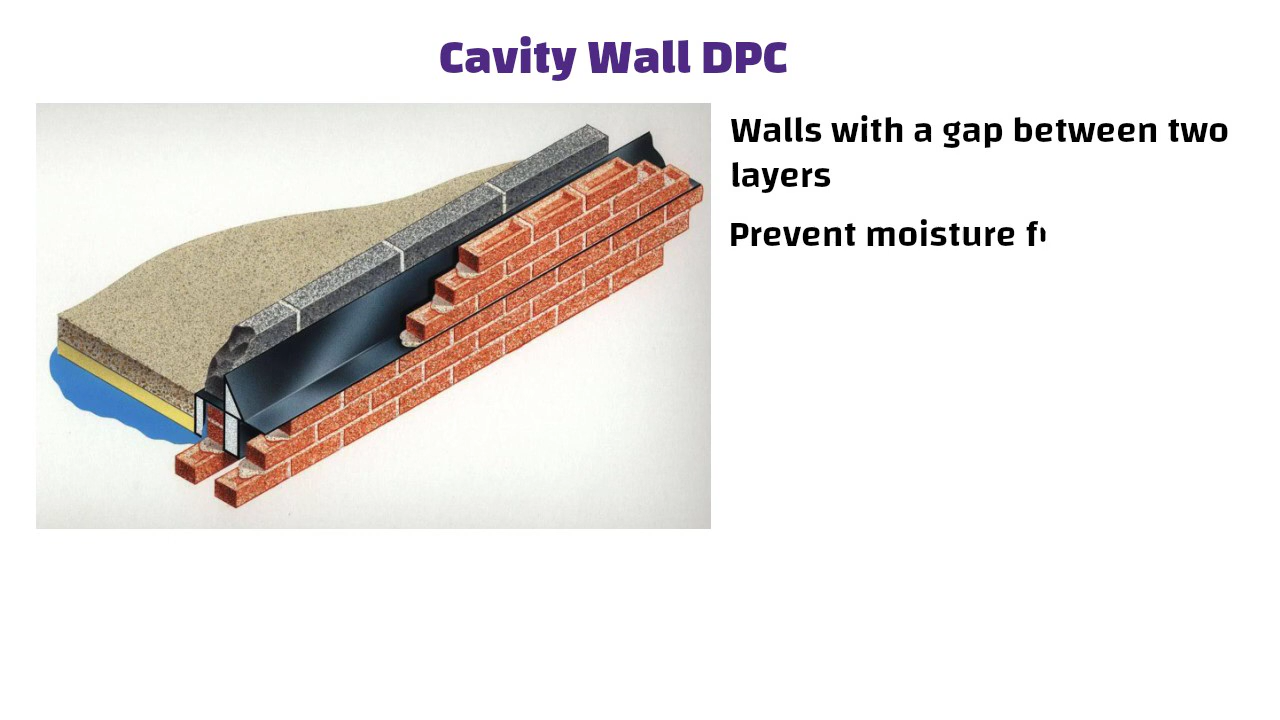 Cavity Wall DPC
Walls with a gap between two
layers
Prevent moisture